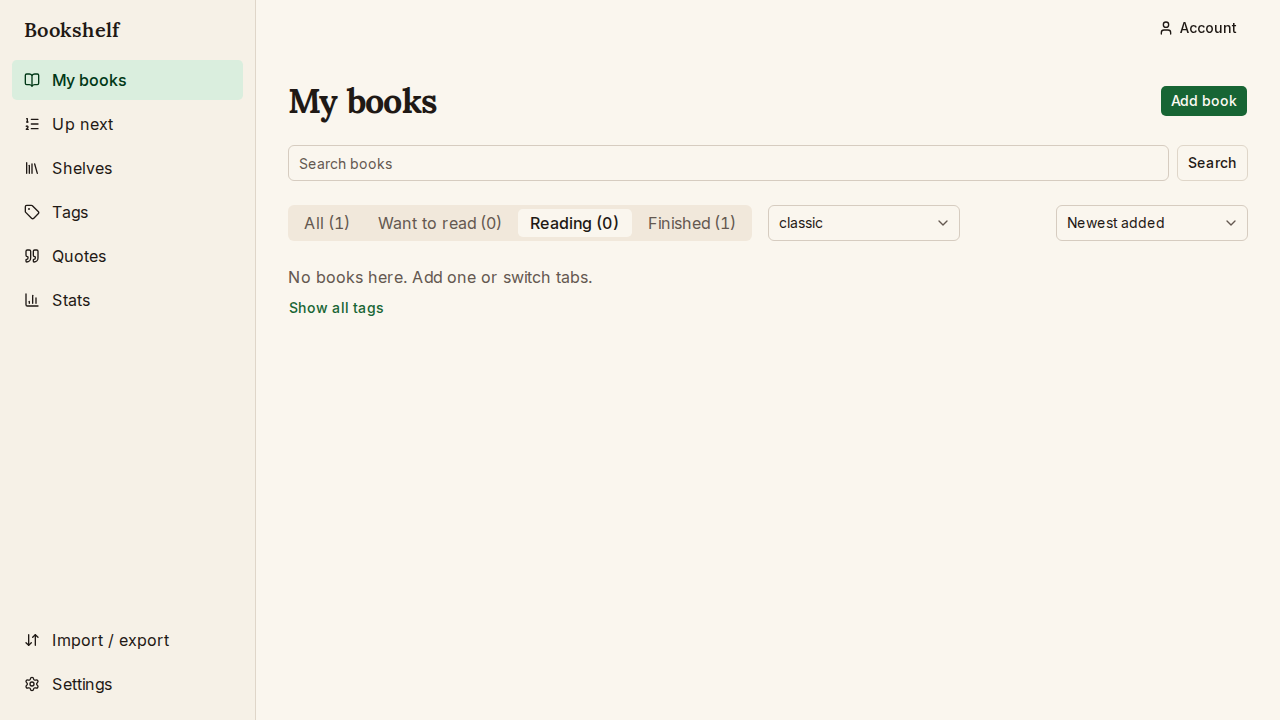 Bookshelf
My books
Up next
Shelves
Tags
Quotes
Stats
Import / export
Settings
Account
My books
Add book
Search books
Search
All (1)
Want to read (0)
Reading (0)
Finished (1)
classic
Newest added
No books here. Add one or switch tabs.
Show all tags